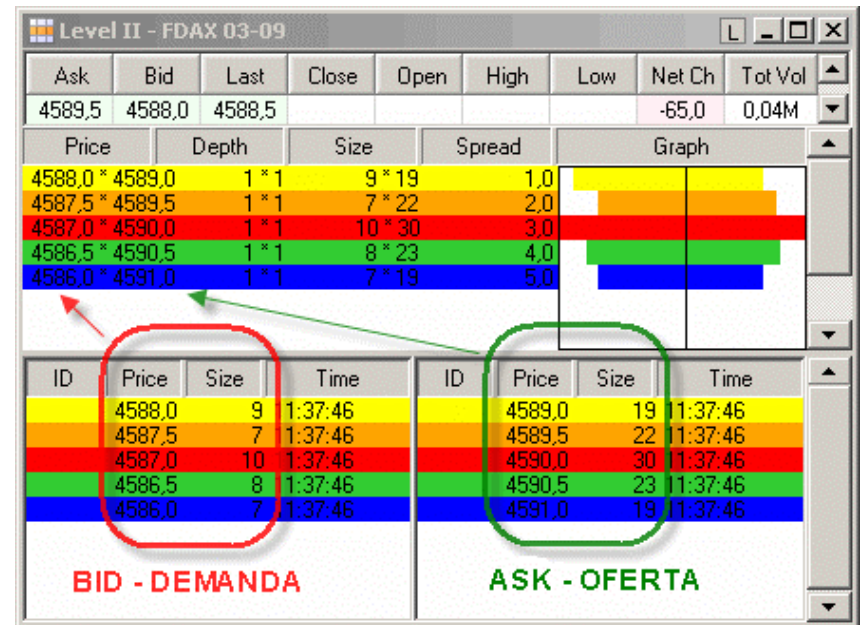 Level II - FDAX 03-09 L
Ask Bid Last Close Open High Low Net Ch Tot Vol
4589,5 4588,0 4588,5 -65,0 0,04M
Price Depth Size Spread Graph
4588,0 * 4589,0 1 * 1 9 * 19 1,0
4587,5 * 4589,5 1 * 1 7 * 22 2,0
4587,0 * 4590,0 1 * 1 10 * 30 3,0
4586,5 * 4590,5 1 * 1 8 * 23 4,0
4586,0 * 4591,0 1 * 1 7 * 19 5,0
ID Price Size Time ID Price Size Time
4588,0 9 11:37:46 4589,0 19 11:37:46
4587,5 7 11:37:46 4589,5 22 11:37:46
4587,0 10 11:37:46 4590,0 30 11:37:46
4586,5 8 11:37:46 4590,5 23 11:37:46
4586,0 7 11:37:46 4591,0 19 11:37:46
BID - DEMANDA ASK - OFERTA